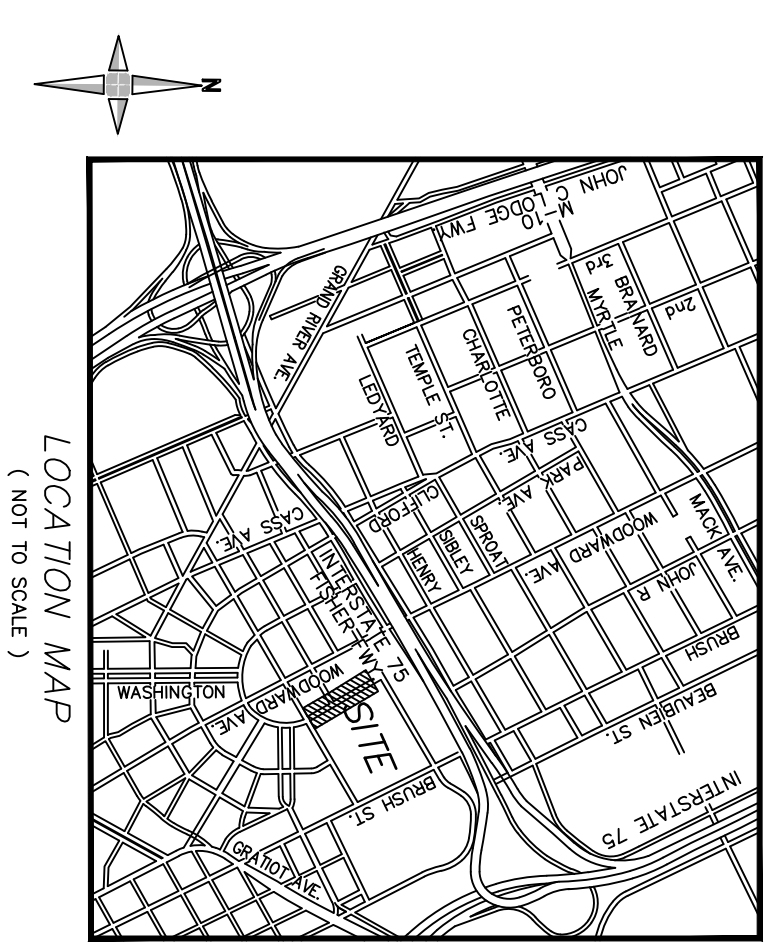 N
JOHN C LODGE FWY
M-10
GRAND RIVER AVE.
3rd
2nd
BRAINARD
MYRTLE
PETERBORO
CHARLOTTE
TEMPLE ST.
LEDYARD
CASS AVE.
PARK AVE.
CLIFFORD
HENRY
SIBLEY
SPROAT
WOODWARD AVE.
MACK AVE.
JOHN R
BRUSH
BEAUBIEN ST.
INTERSTATE 75
CASS AVE.
INTERSTATE 75
FISHER FWY
WOODWARD AVE.
WASHINGTON
SITE
BRUSH ST.
GRATIOT AVE.
LOCATION MAP
( NOT TO SCALE )